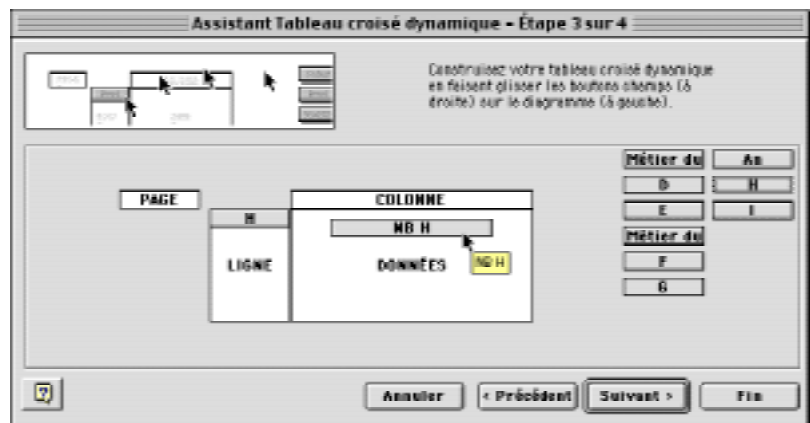 Assistant Tableau croisé dynamique – Étape 3 sur 4
Construisez votre tableau croisé dynamique
en faisant glisser les boutons champs (à
droite) sur le diagramme (à gauche).
Métier du
An
D
H
E
I
Métier du
F
G
PAGE
COLONNE
H
NB H
LIGNE
DONNÉES
NB H
Annuler
< Précédent
Suivant >
Fin